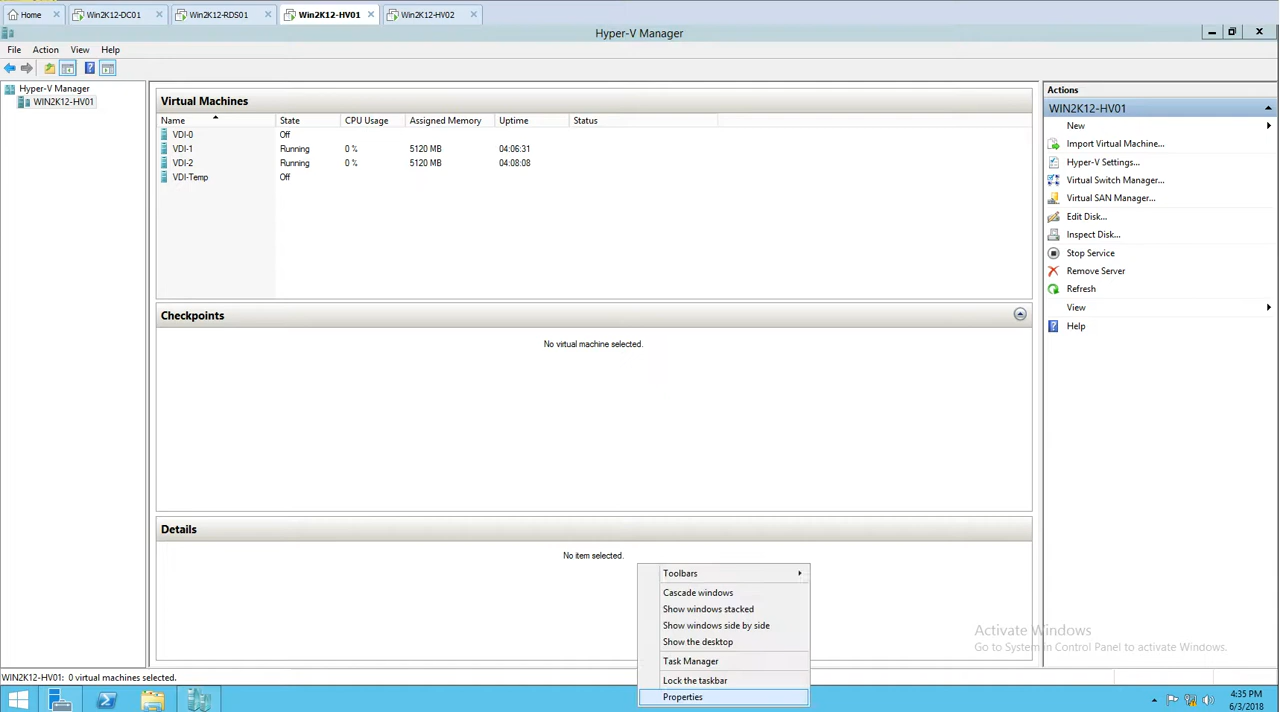 Home Win2K12-DC01 Win2K12-RDS01 Win2K12-HV01 Win2K12-HV02
Hyper-V Manager
File Action View Help
Hyper-V Manager
WIN2K12-HV01
Virtual Machines
Name State CPU Usage Assigned Memory Uptime Status
VDI-0 Off
VDI-1 Running 0 % 5120 MB 04:06:31
VDI-2 Running 0 % 5120 MB 04:08:08
VDI-Temp Off
Checkpoints
No virtual machine selected.
Details
No item selected.
Toolbars
Cascade windows
Show windows stacked
Show windows side by side
Show the desktop
Task Manager
Lock the taskbar
Properties
Actions
WIN2K12-HV01
New
Import Virtual Machine...
Hyper-V Settings...
Virtual Switch Manager...
Virtual SAN Manager...
Edit Disk...
Inspect Disk...
Stop Service
Remove Server
Refresh
View
Help
Activate Windows
Go to System in Control Panel to activate Windows.
WIN2K12-HV01: 0 virtual machines selected.
4:35 PM
6/3/2018